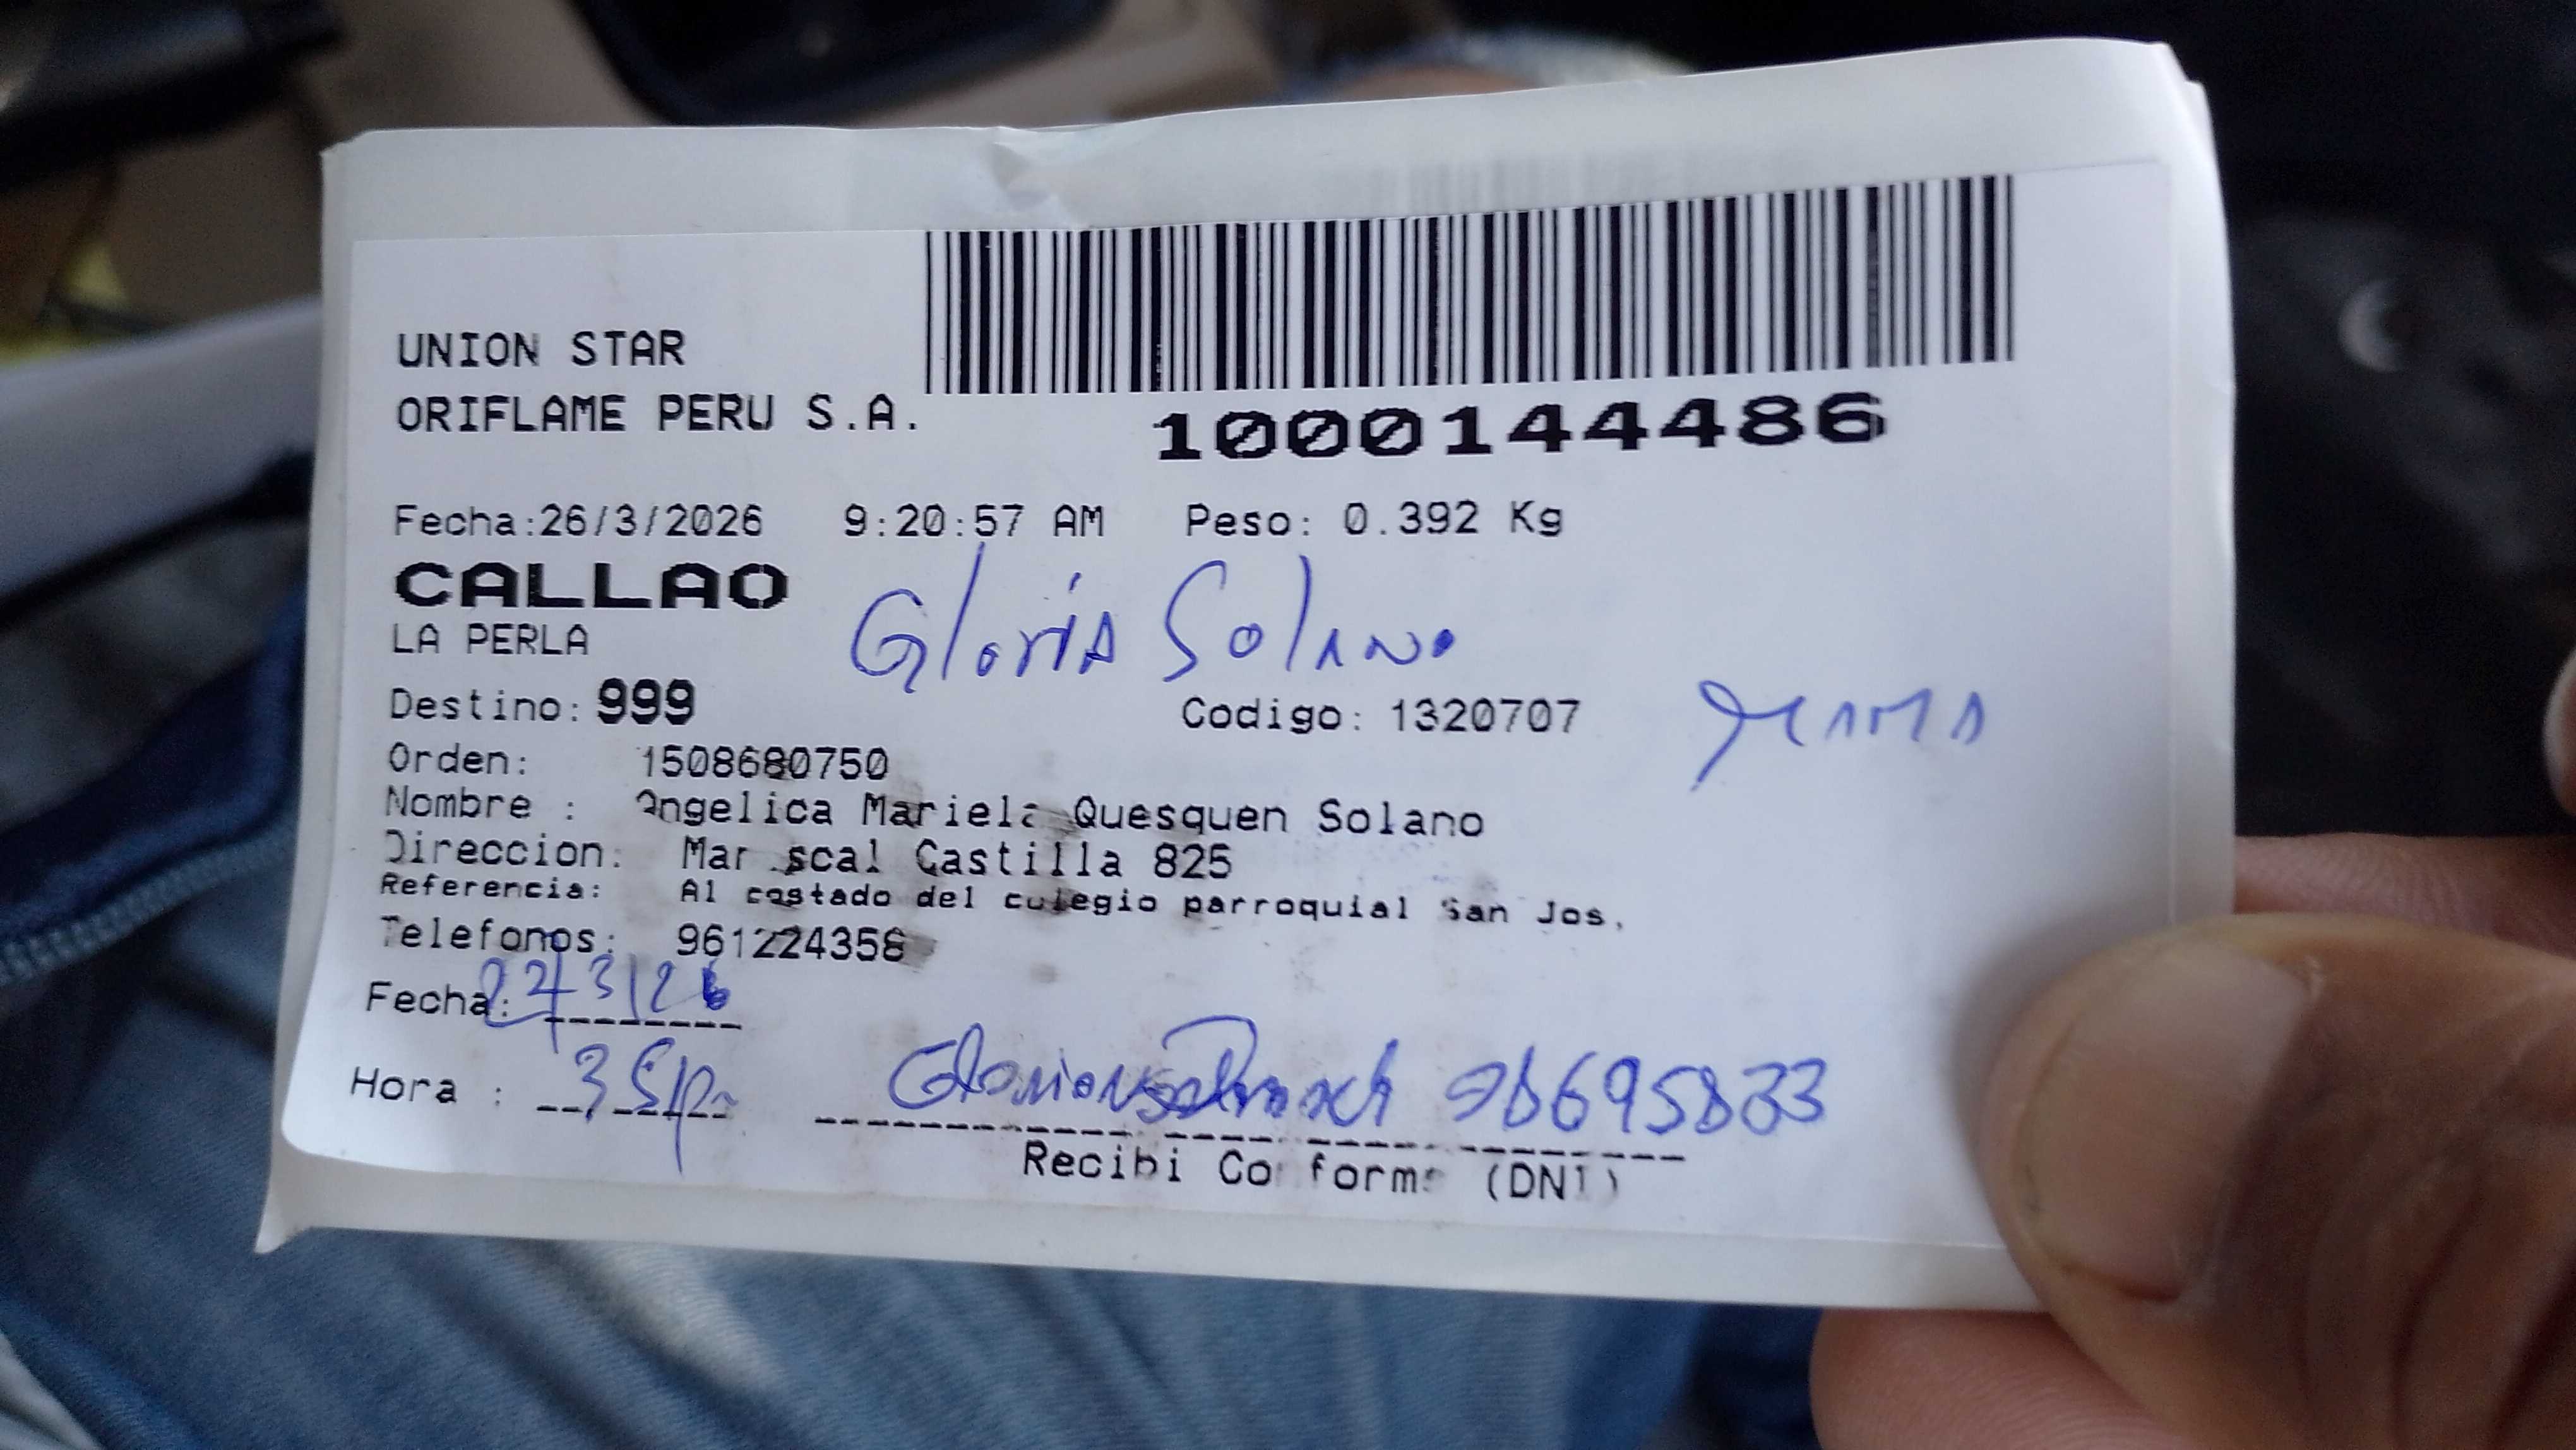 UNION STAR
ORIFLAME PERU S.A.
1000144486
Fecha:26/3/2026 9:20:57 AM Peso: 0.392 Kg
CALLAO
Gloria Solano
LA PERLA
Destino: 999 Codigo: 1320707
Orden: 1508680750
Nombre : Angelica Mariela Quesquen Solano
Direccion: Mariscal Castilla 825
Referencia: Al costado del colegio parroquial San Jos,
Telefonos: 961224358
Fecha: 27/3/26
Hora :
Recibi Conforme (DNI)